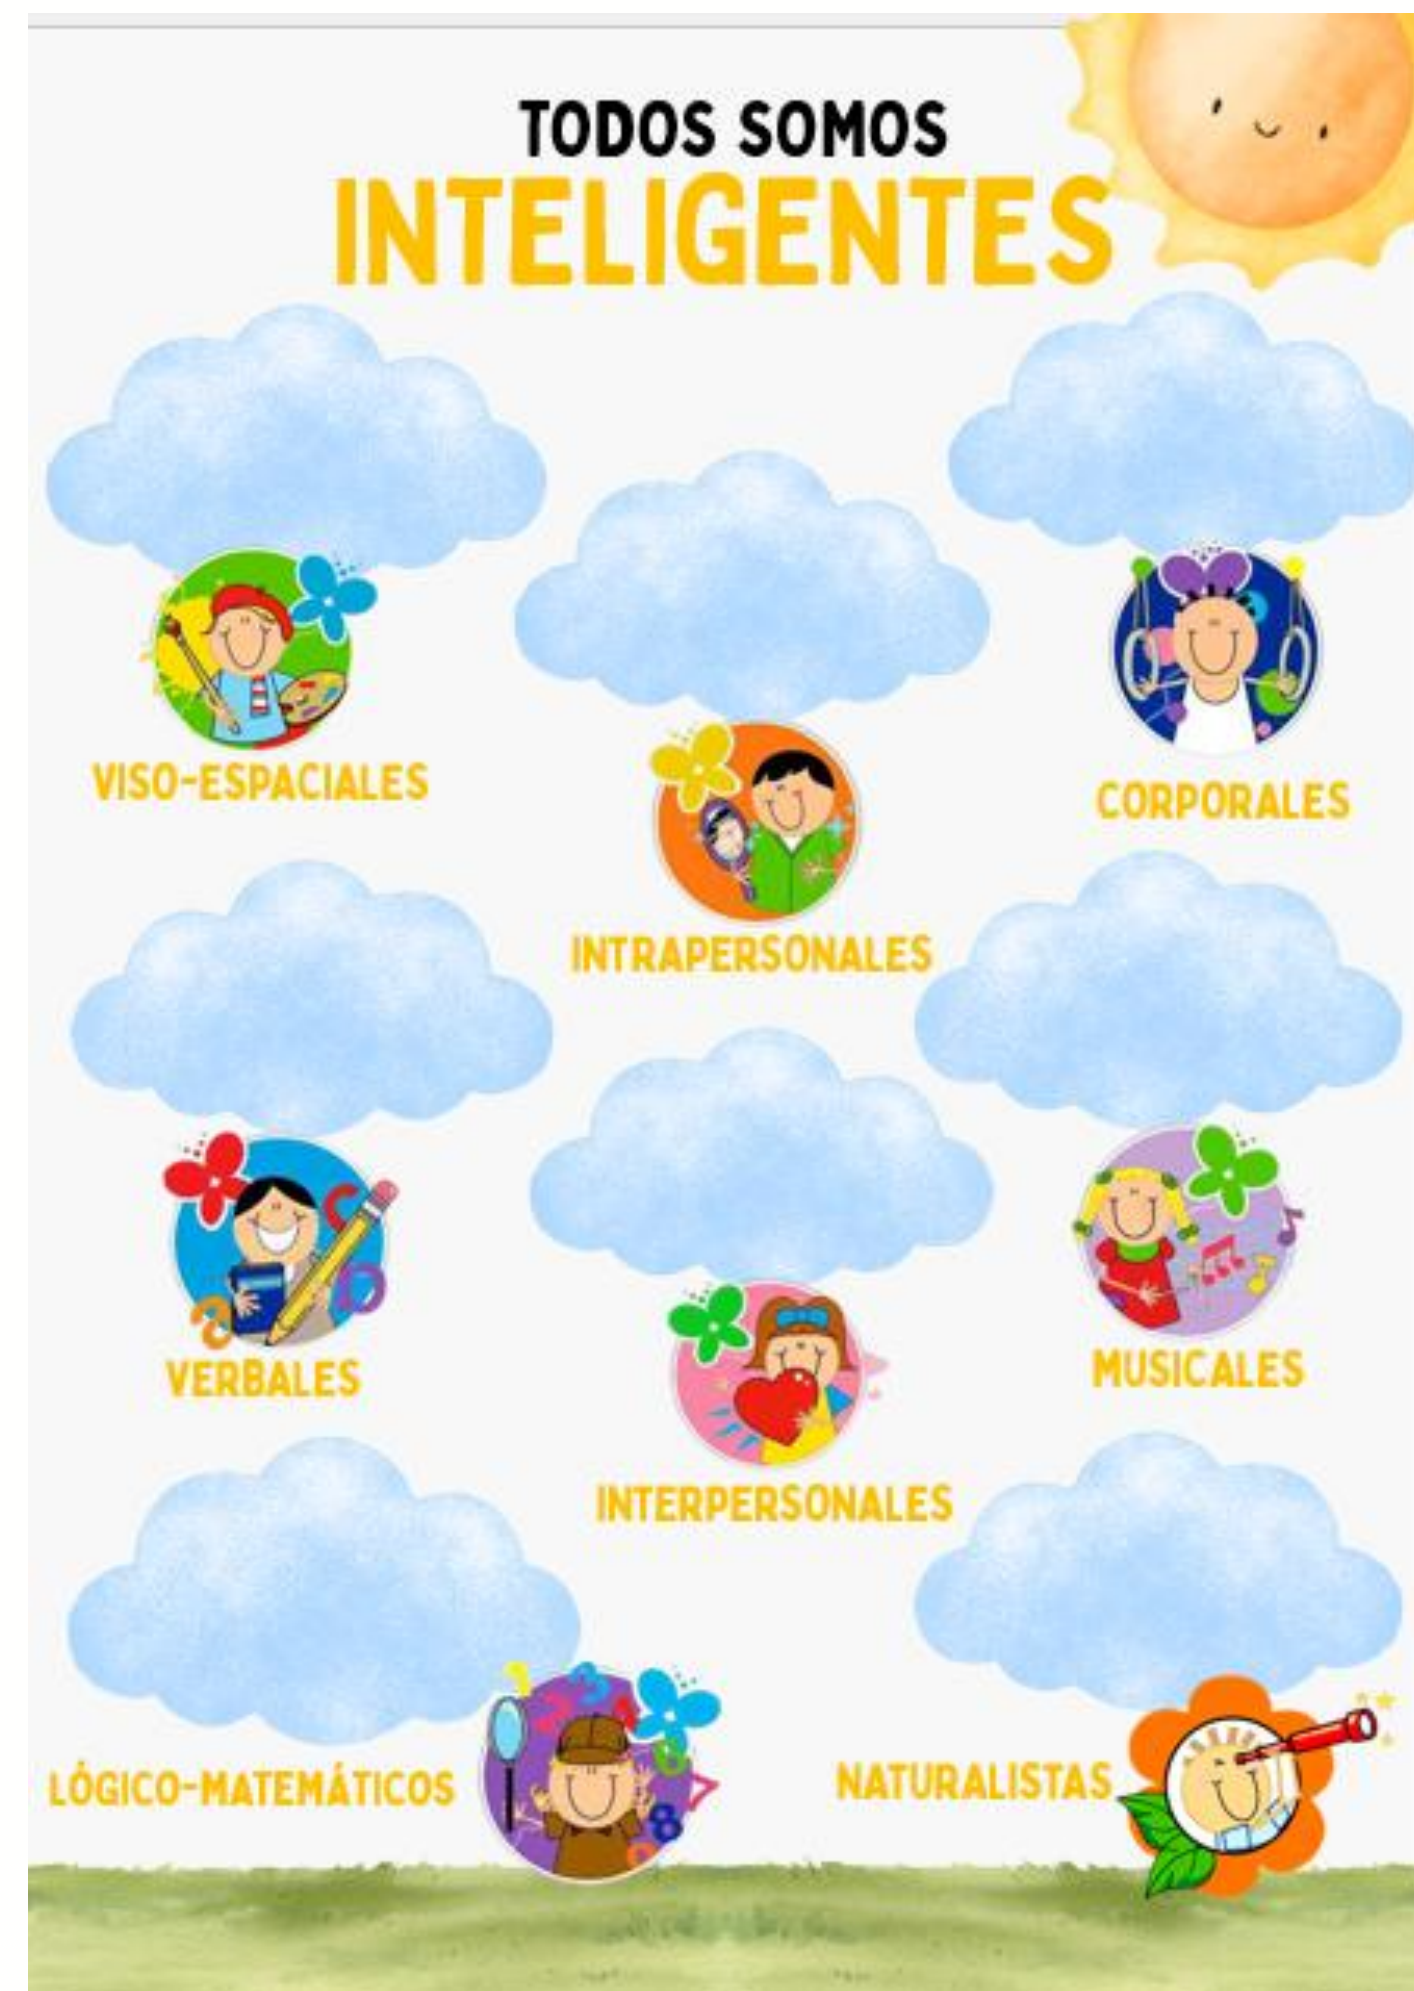 TODOS SOMOS
INTELIGENTES
VISO-ESPACIALES
CORPORALES
INTRAPERSONALES
VERBALES
MUSICALES
INTERPERSONALES
LÓGICO-MATEMÁTICOS
NATURALISTAS